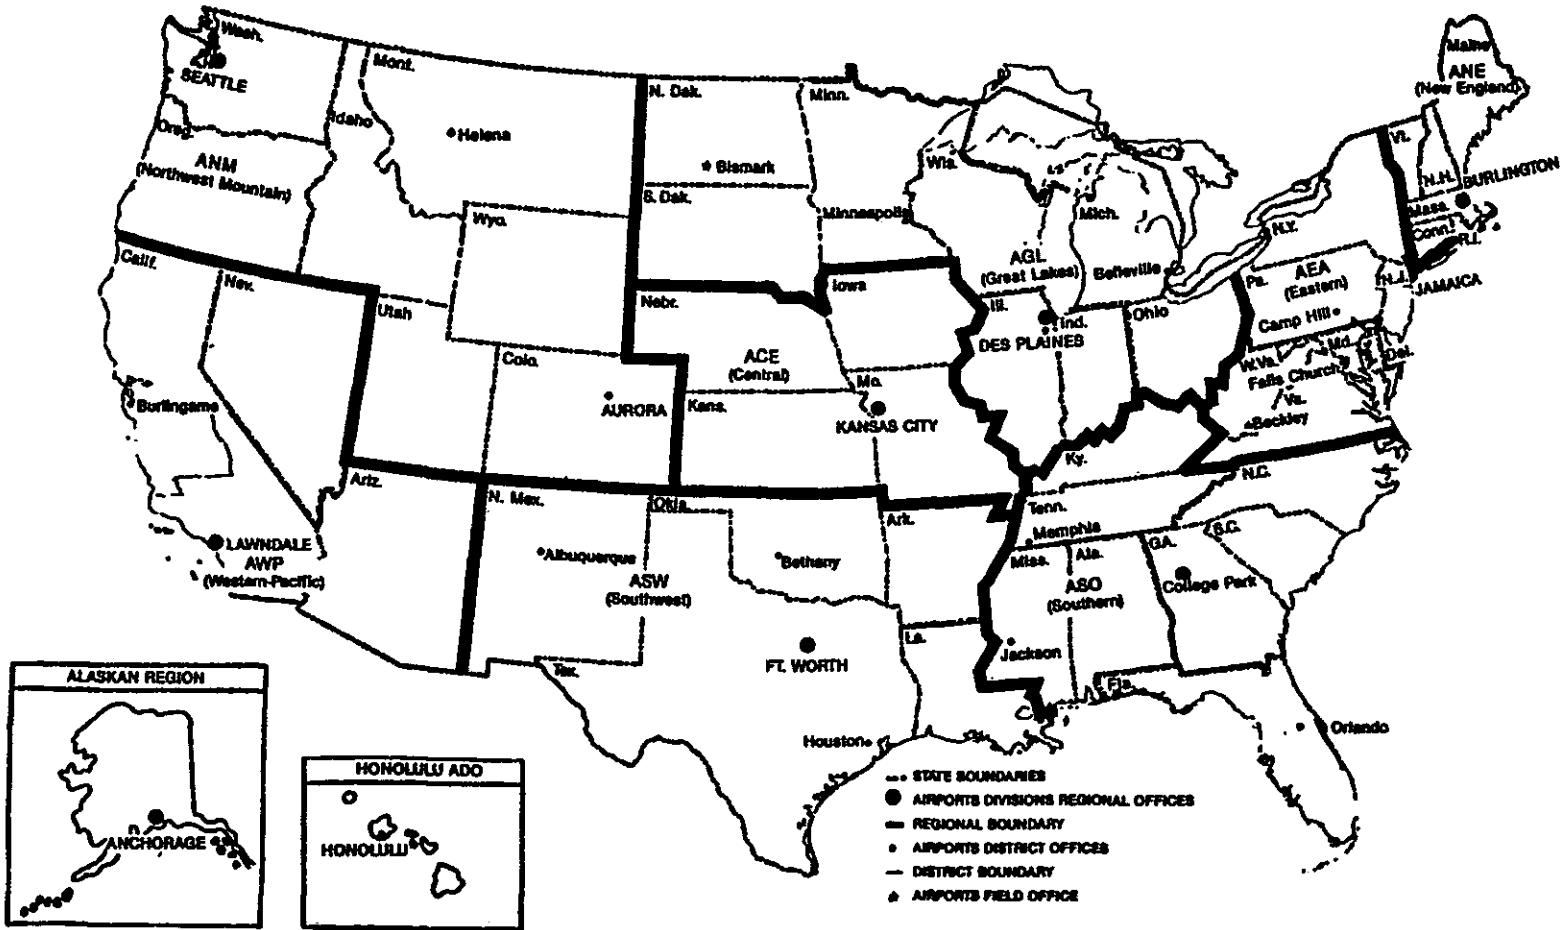 Wash.
SEATTLE
Oreg.
ANM
(Northwest Mountain)
Idaho
Mont.
Helena
Wyo.
N. Dak.
Bismark
S. Dak.
Minn.
Minneapolis
Wis.
Mich.
AGL
(Great Lakes)
Belleville
Maine
ANE
(New England)
Vt.
N.H.
BURLINGTON
Mass.
Conn.
R.I.
N.Y.
Pa.
AEA
(Eastern)
N.J.
JAMAICA
Camp Hill
Md.
Del.
W.Va.
Falls Church
Va.
Beckley
Calif.
Nev.
Utah
Colo.
AURORA
Burlingame
Nebr.
Iowa
ACE
(Central)
Kans.
Mo.
KANSAS CITY
Ill.
Ind.
Ohio
DES PLAINES
Ky.
N.C.
Tenn.
Memphis
S.C.
Miss.
Ala.
GA.
College Park
ASO
(Southern)
Jackson
Fla.
Orlando
Ariz.
N. Mex.
Okla.
Ark.
LAWNDALE
AWP
(Western-Pacific)
Albuquerque
Bethany
ASW
(Southwest)
La.
Tex.
FT. WORTH
Houston
ALASKAN REGION
ANCHORAGE
HONOLULU ADO
HONOLULU
STATE BOUNDARIES
AIRPORTS DIVISIONS REGIONAL OFFICES
REGIONAL BOUNDARY
AIRPORTS DISTRICT OFFICES
DISTRICT BOUNDARY
AIRPORTS FIELD OFFICE